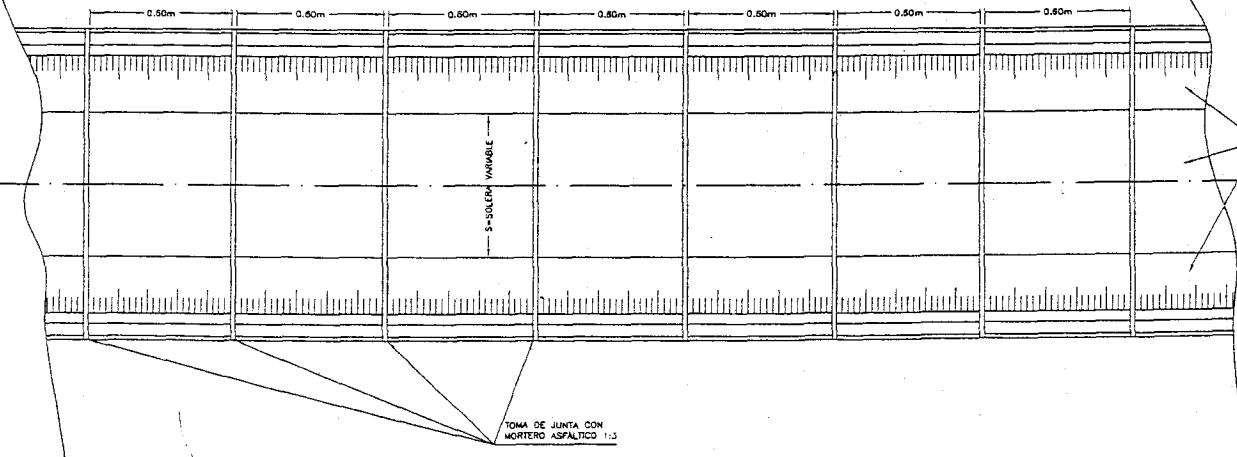 0.50m 0.50m 0.50m 0.50m 0.50m 0.50m 0.50m
S=SOLERA VARIABLE
TOMA DE JUNTA CON
MORTERO ASFALTICO 1:3